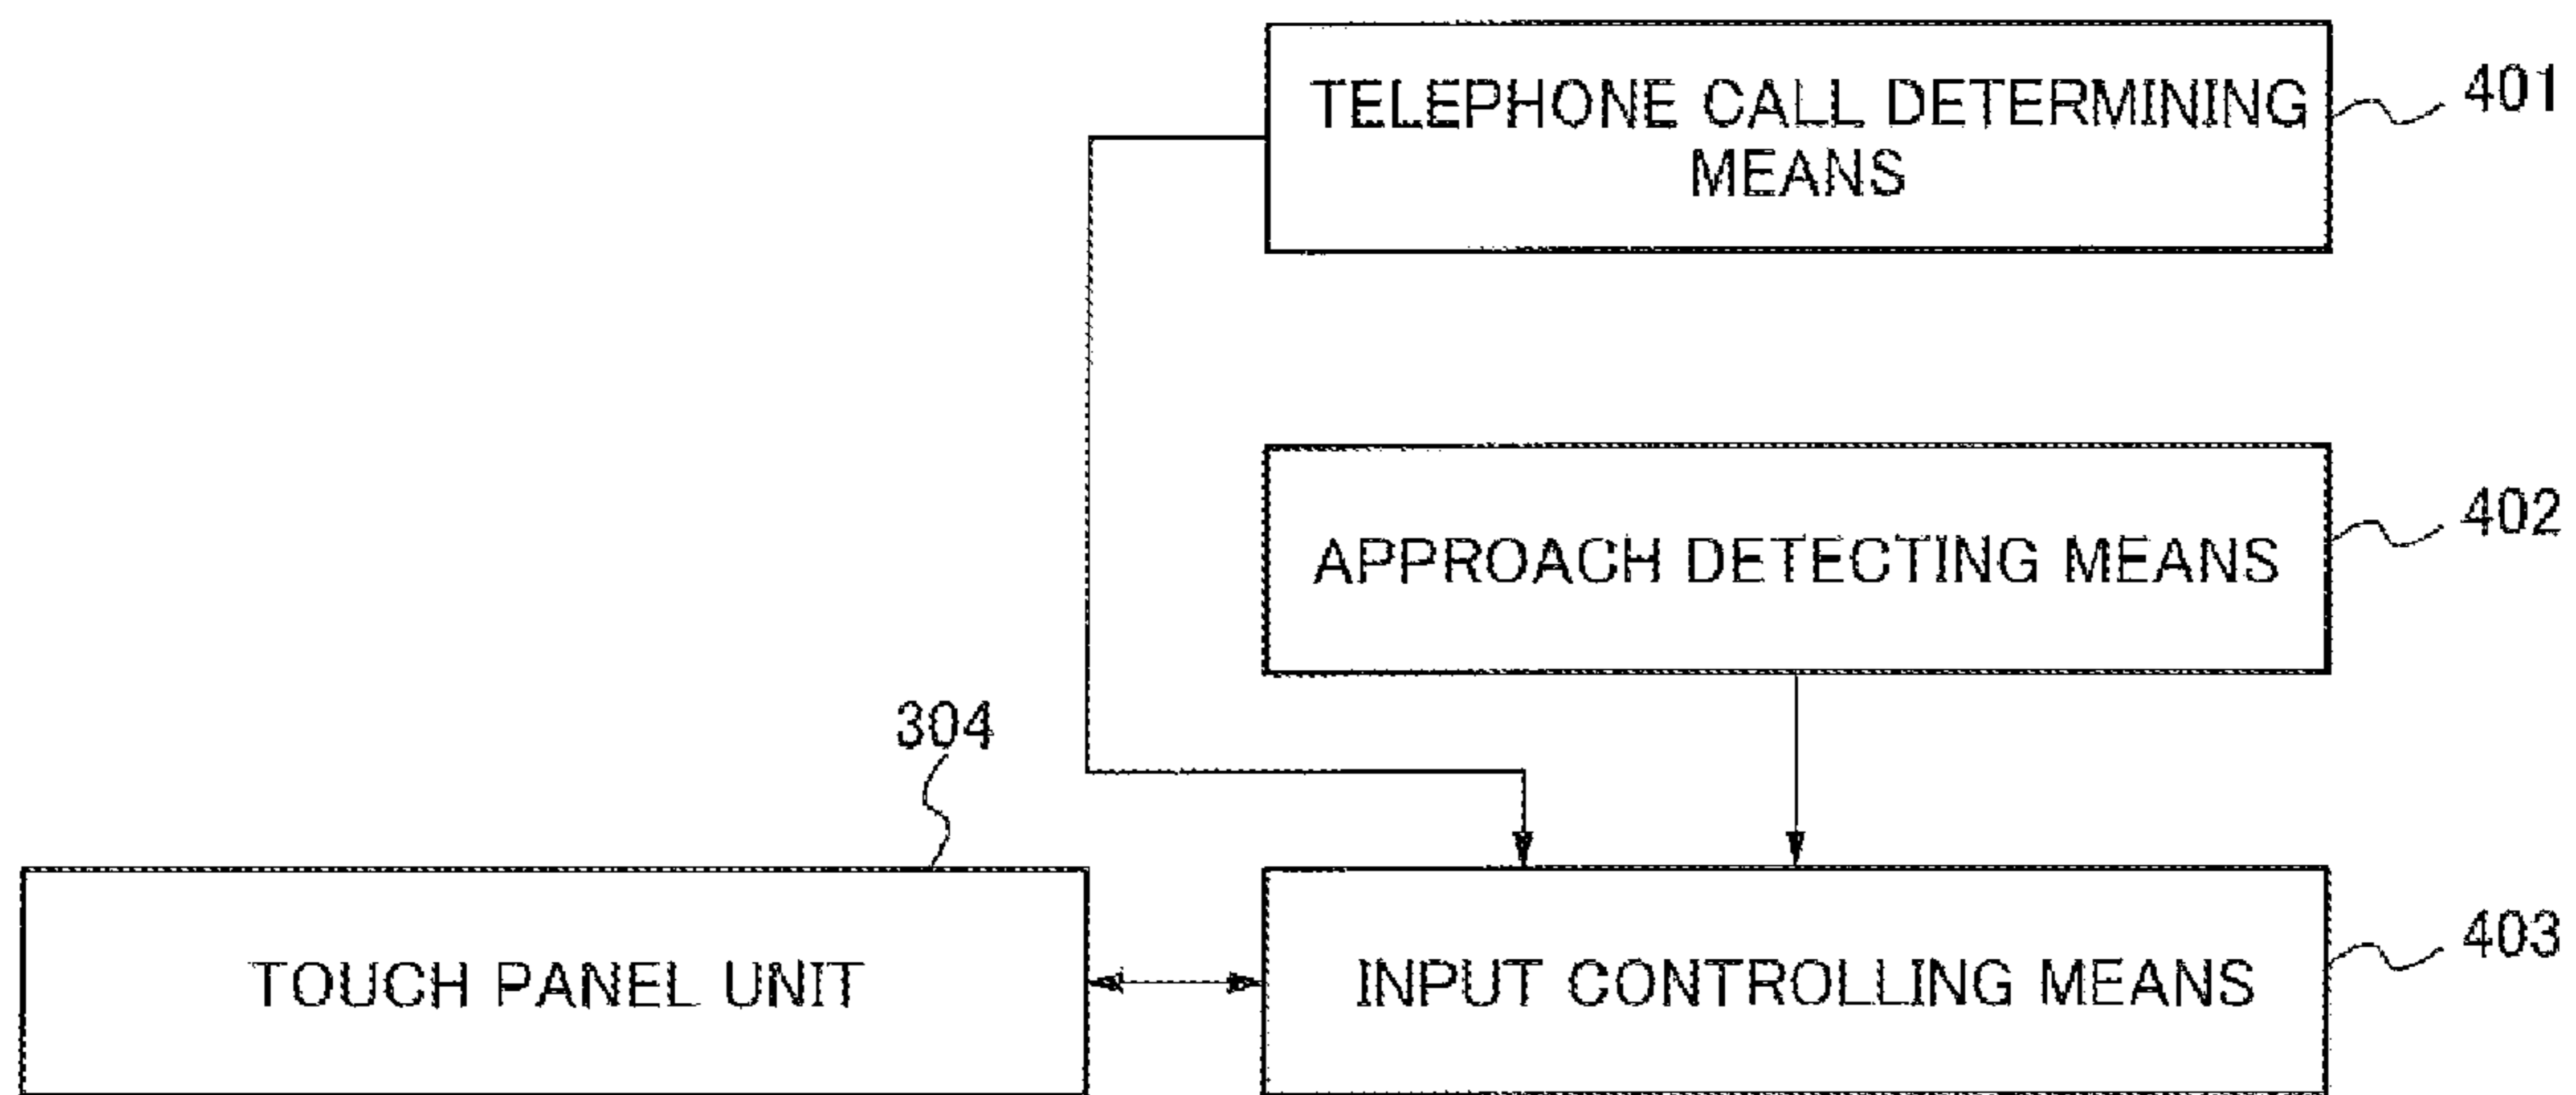 TELEPHONE CALL DETERMINING
MEANS
401
APPROACH DETECTING MEANS
402
304
TOUCH PANEL UNIT
INPUT CONTROLLING MEANS
403